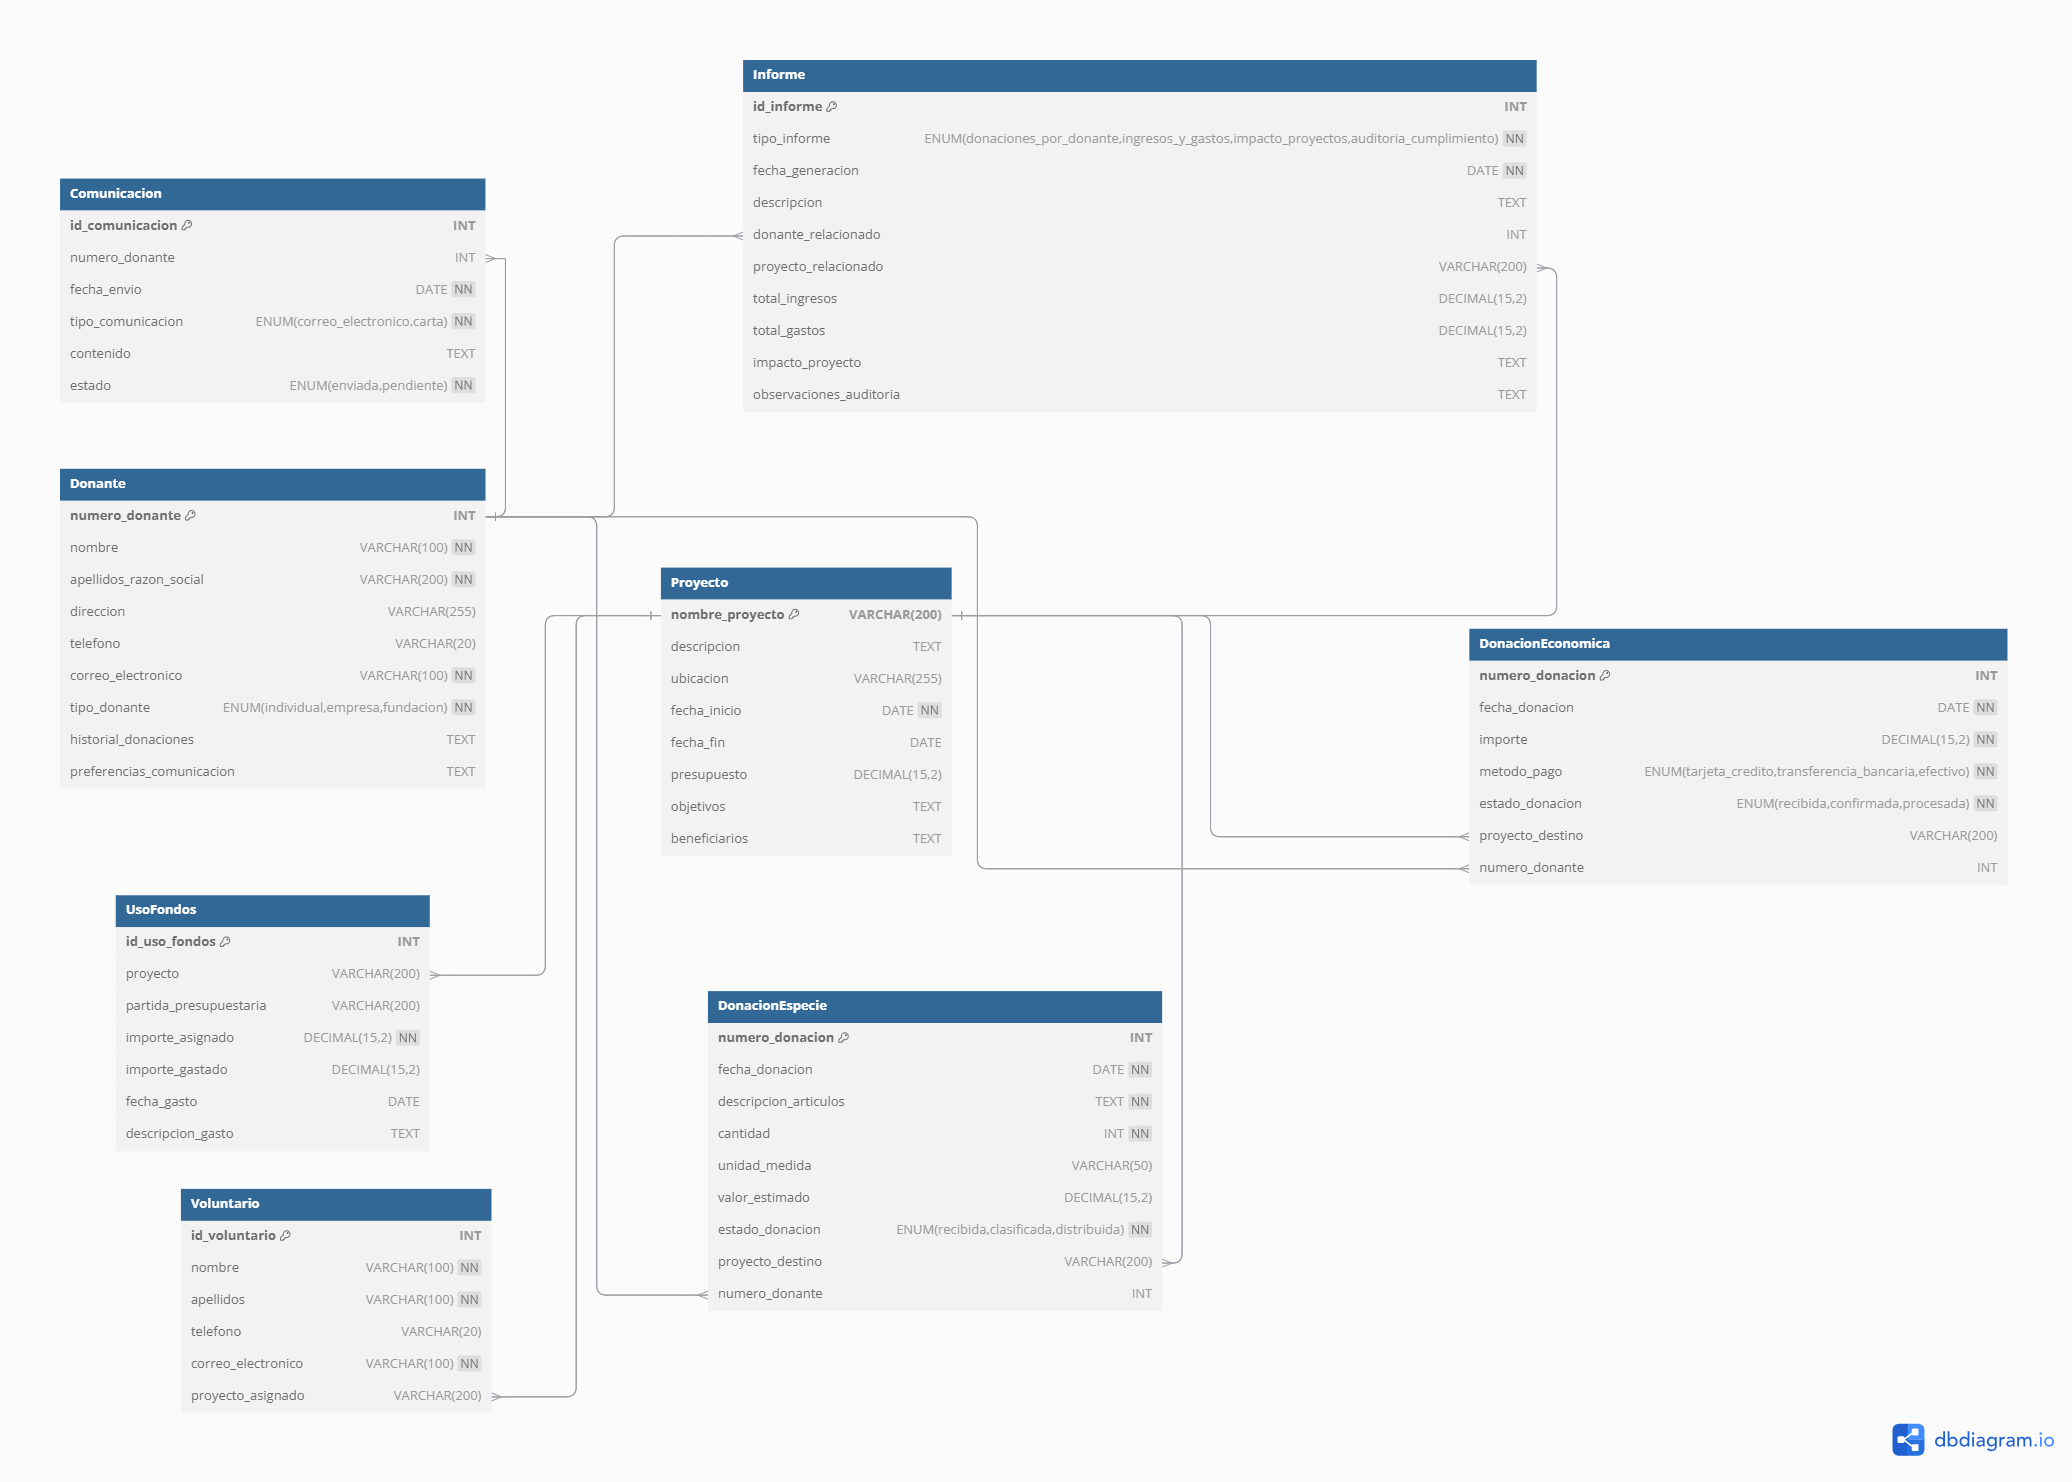 Informe
id_informe INT
tipo_informe ENUM(donaciones_por_donante,ingresos_y_gastos,impacto_proyectos,auditoria_cumplimiento) NN
fecha_generacion DATE NN
descripcion TEXT
donante_relacionado INT
proyecto_relacionado VARCHAR(200)
total_ingresos DECIMAL(15,2)
total_gastos DECIMAL(15,2)
impacto_proyecto TEXT
observaciones_auditoria TEXT
Comunicacion
id_comunicacion INT
numero_donante INT
fecha_envio DATE NN
tipo_comunicacion ENUM(correo_electronico,carta) NN
contenido TEXT
estado ENUM(enviada,pendiente) NN
Donante
numero_donante INT
nombre VARCHAR(100) NN
apellidos_razon_social VARCHAR(200) NN
direccion VARCHAR(255)
telefono VARCHAR(20)
correo_electronico VARCHAR(100) NN
tipo_donante ENUM(individual,empresa,fundacion) NN
historial_donaciones TEXT
preferencias_comunicacion TEXT
Proyecto
nombre_proyecto VARCHAR(200)
descripcion TEXT
ubicacion VARCHAR(255)
fecha_inicio DATE NN
fecha_fin DATE
presupuesto DECIMAL(15,2)
objetivos TEXT
beneficiarios TEXT
DonacionEconomica
numero_donacion INT
fecha_donacion DATE NN
importe DECIMAL(15,2) NN
metodo_pago ENUM(tarjeta_credito,transferencia_bancaria,efectivo) NN
estado_donacion ENUM(recibida,confirmada,procesada) NN
proyecto_destino VARCHAR(200)
numero_donante INT
UsoFondos
id_uso_fondos INT
proyecto VARCHAR(200)
partida_presupuestaria VARCHAR(200)
importe_asignado DECIMAL(15,2) NN
importe_gastado DECIMAL(15,2)
fecha_gasto DATE
descripcion_gasto TEXT
DonacionEspecie
numero_donacion INT
fecha_donacion DATE NN
descripcion_articulos TEXT NN
cantidad INT NN
unidad_medida VARCHAR(50)
valor_estimado DECIMAL(15,2)
estado_donacion ENUM(recibida,clasificada,distribuida) NN
proyecto_destino VARCHAR(200)
numero_donante INT
Voluntario
id_voluntario INT
nombre VARCHAR(100) NN
apellidos VARCHAR(100) NN
telefono VARCHAR(20)
correo_electronico VARCHAR(100) NN
proyecto_asignado VARCHAR(200)
dbdiagram.io